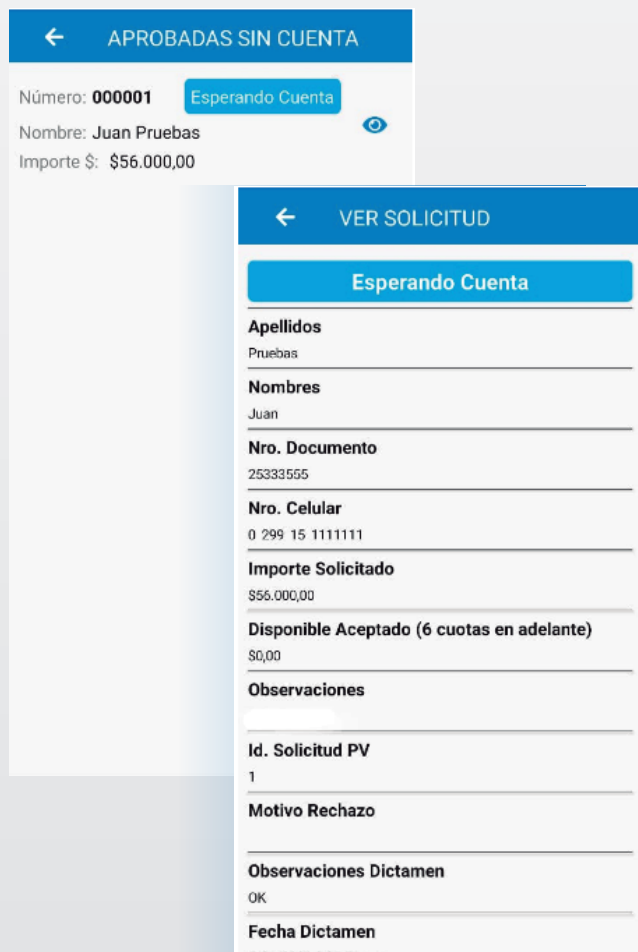 APROBADAS SIN CUENTA
Número: 000001 Esperando Cuenta
Nombre: Juan Pruebas
Importe $: $56.000,00
VER SOLICITUD
Esperando Cuenta
Apellidos
Pruebas
Nombres
Juan
Nro. Documento
25333555
Nro. Celular
0 299 15 1111111
Importe Solicitado
$56.000,00
Disponible Aceptado (6 cuotas en adelante)
$0,00
Observaciones
Id. Solicitud PV
1
Motivo Rechazo
Observaciones Dictamen
OK
Fecha Dictamen